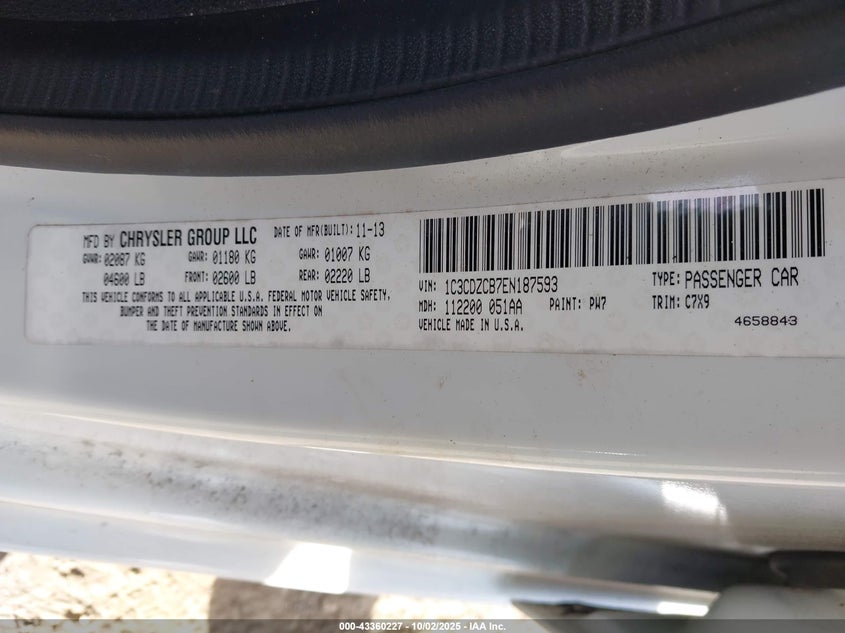 MFD BY CHRYSLER GROUP LLC
DATE OF MFR(BUILT): 11-13
GVWR: 02087 KG GAWR: 01180 KG GAWR: 01007 KG
04600 LB FRONT: 02600 LB REAR: 02220 LB
THIS VEHICLE CONFORMS TO ALL APPLICABLE U.S.A. FEDERAL MOTOR VEHICLE SAFETY,
BUMPER AND THEFT PREVENTION STANDARDS IN EFFECT ON
THE DATE OF MANUFACTURE SHOWN ABOVE.
VIN: 1C3CDZCB7EN187593 TYPE: PASSENGER CAR
MDH: 112200 051AA PAINT: PW7 TRIM: C7X9
VEHICLE MADE IN U.S.A.
4658843
000-43360227 - 10/02/2025 - IAA Inc.